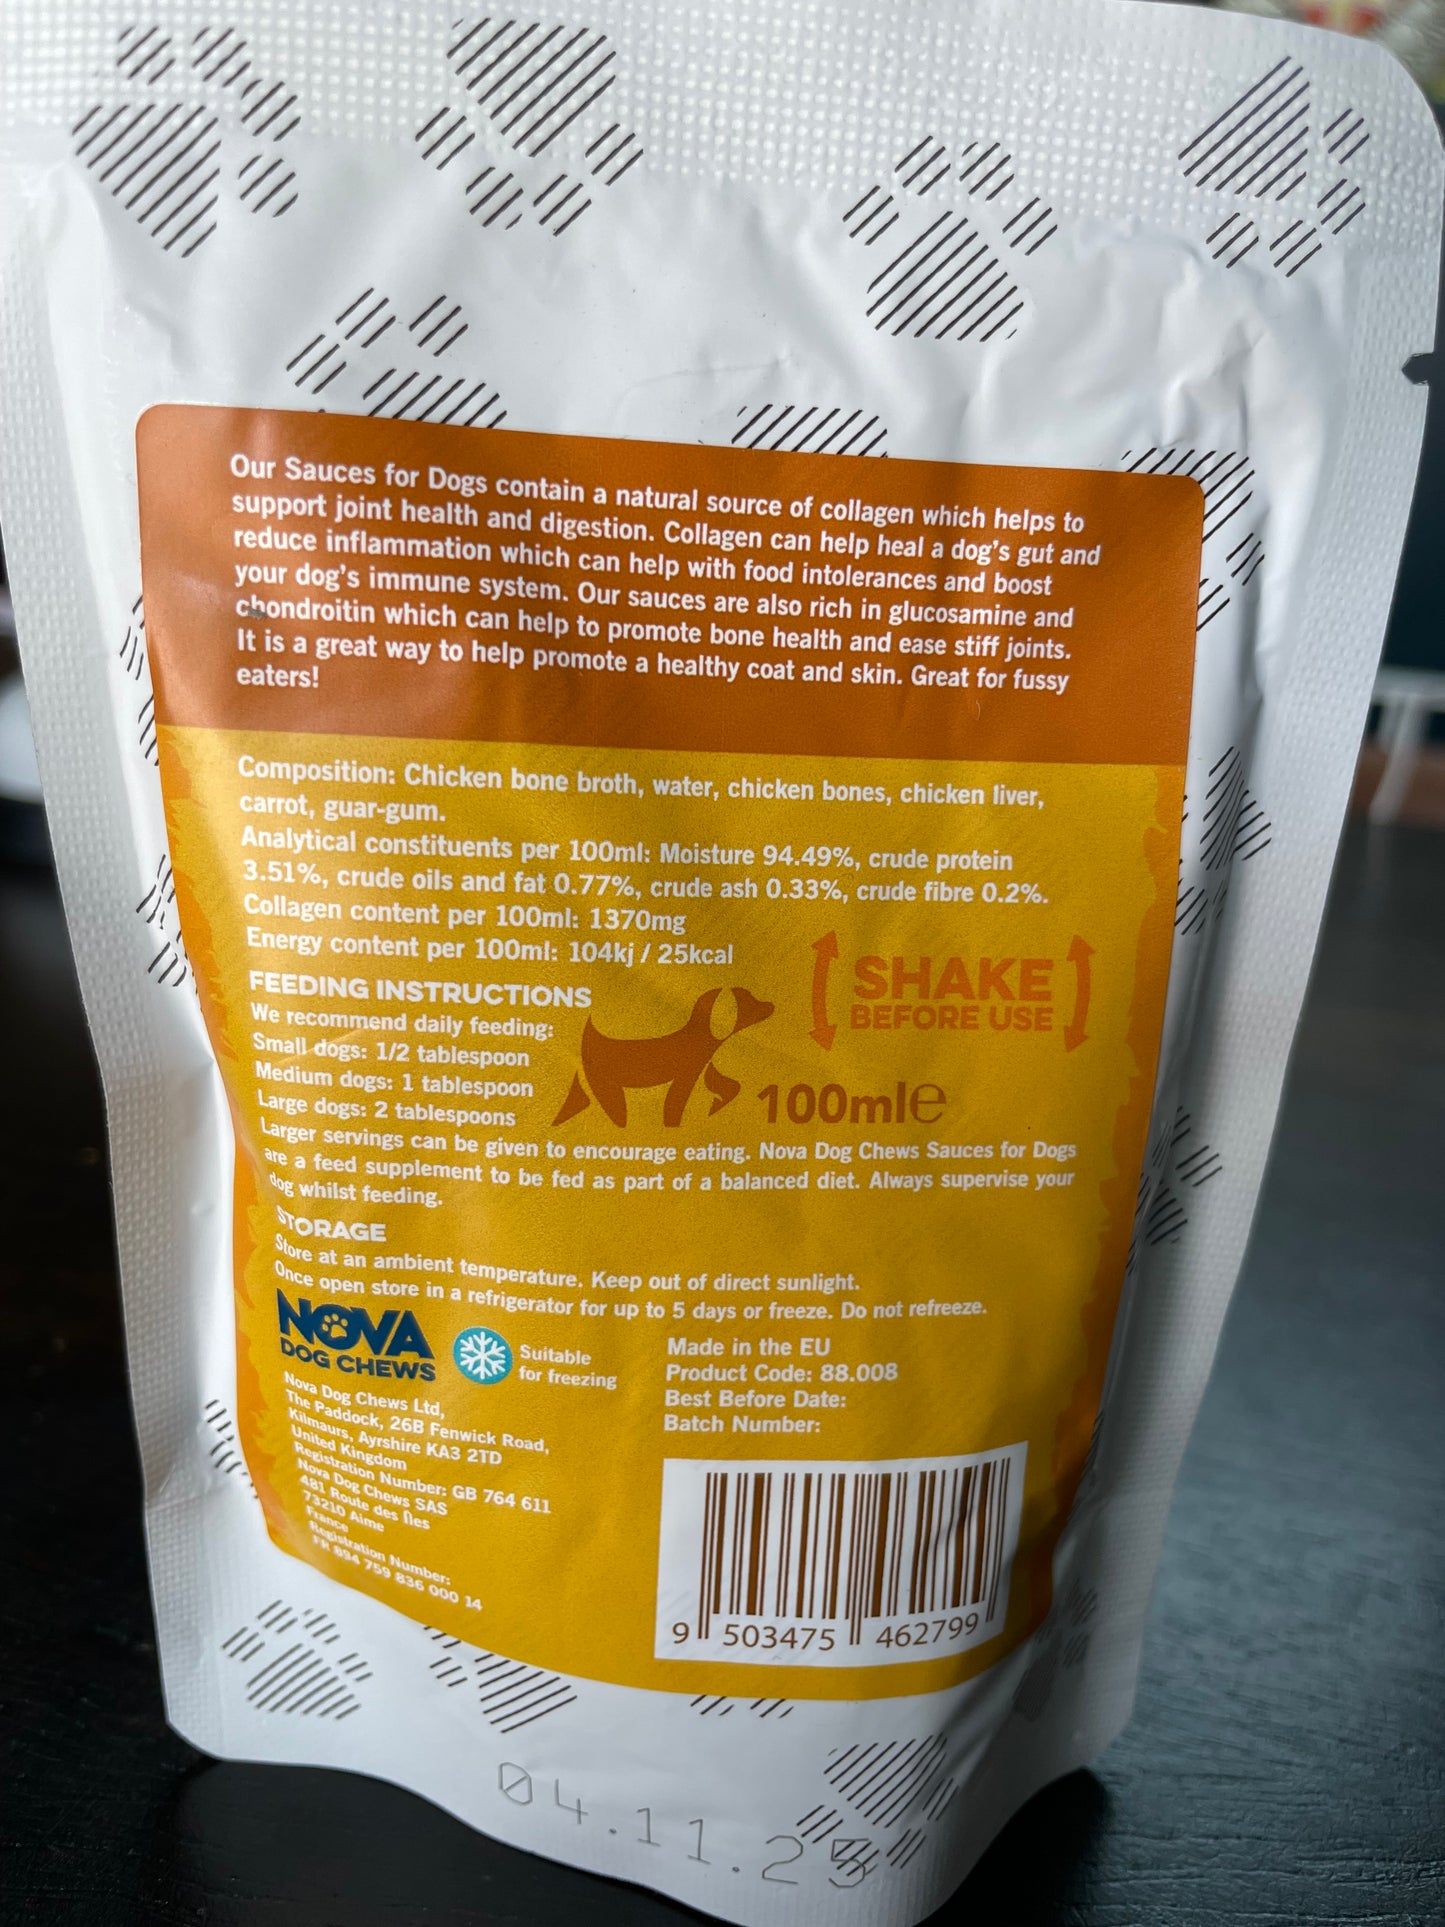 Our Sauces for Dogs contain a natural source of collagen which helps to
support joint health and digestion. Collagen can help heal a dog's gut and
reduce inflammation which can help with food intolerances and boost
your dog's immune system. Our sauces are also rich in glucosamine and
chondroitin which can help to promote bone health and ease stiff joints.
It is a great way to help promote a healthy coat and skin. Great for fussy
eaters!
Composition: Chicken bone broth, water, chicken bones, chicken liver,
carrot, guar-gum.
Analytical constituents per 100ml: Moisture 94.49%, crude protein
3.51%, crude oils and fat 0.77%, crude ash 0.33%, crude fibre 0.2%.
Collagen content per 100ml: 1370mg
Energy content per 100ml: 104kj / 25kcal
SHAKE
BEFORE USE
FEEDING INSTRUCTIONS
We recommend daily feeding:
Small dogs: 1/2 tablespoon
Medium dogs: 1 tablespoon
Large dogs: 2 tablespoons
100ml℮
Larger servings can be given to encourage eating. Nova Dog Chews Sauces for Dogs
are a feed supplement to be fed as part of a balanced diet. Always supervise your
dog whilst feeding.
STORAGE
Store at an ambient temperature. Keep out of direct sunlight.
Once open store in a refrigerator for up to 5 days or freeze. Do not refreeze.
NOVA
DOG CHEWS
Suitable
for freezing
Nova Dog Chews Ltd,
The Paddock, 26B Fenwick Road,
Kilmaurs, Ayrshire KA3 2TD
United Kingdom
Registration Number: GB 764 611
Nova Dog Chews SAS
481 Route des Îles
73210 Aime
France
Registration Number:
FR 894 759 836 000 14
Made in the EU
Product Code: 88.008
Best Before Date:
Batch Number:
9 503475 462799
04.11.25